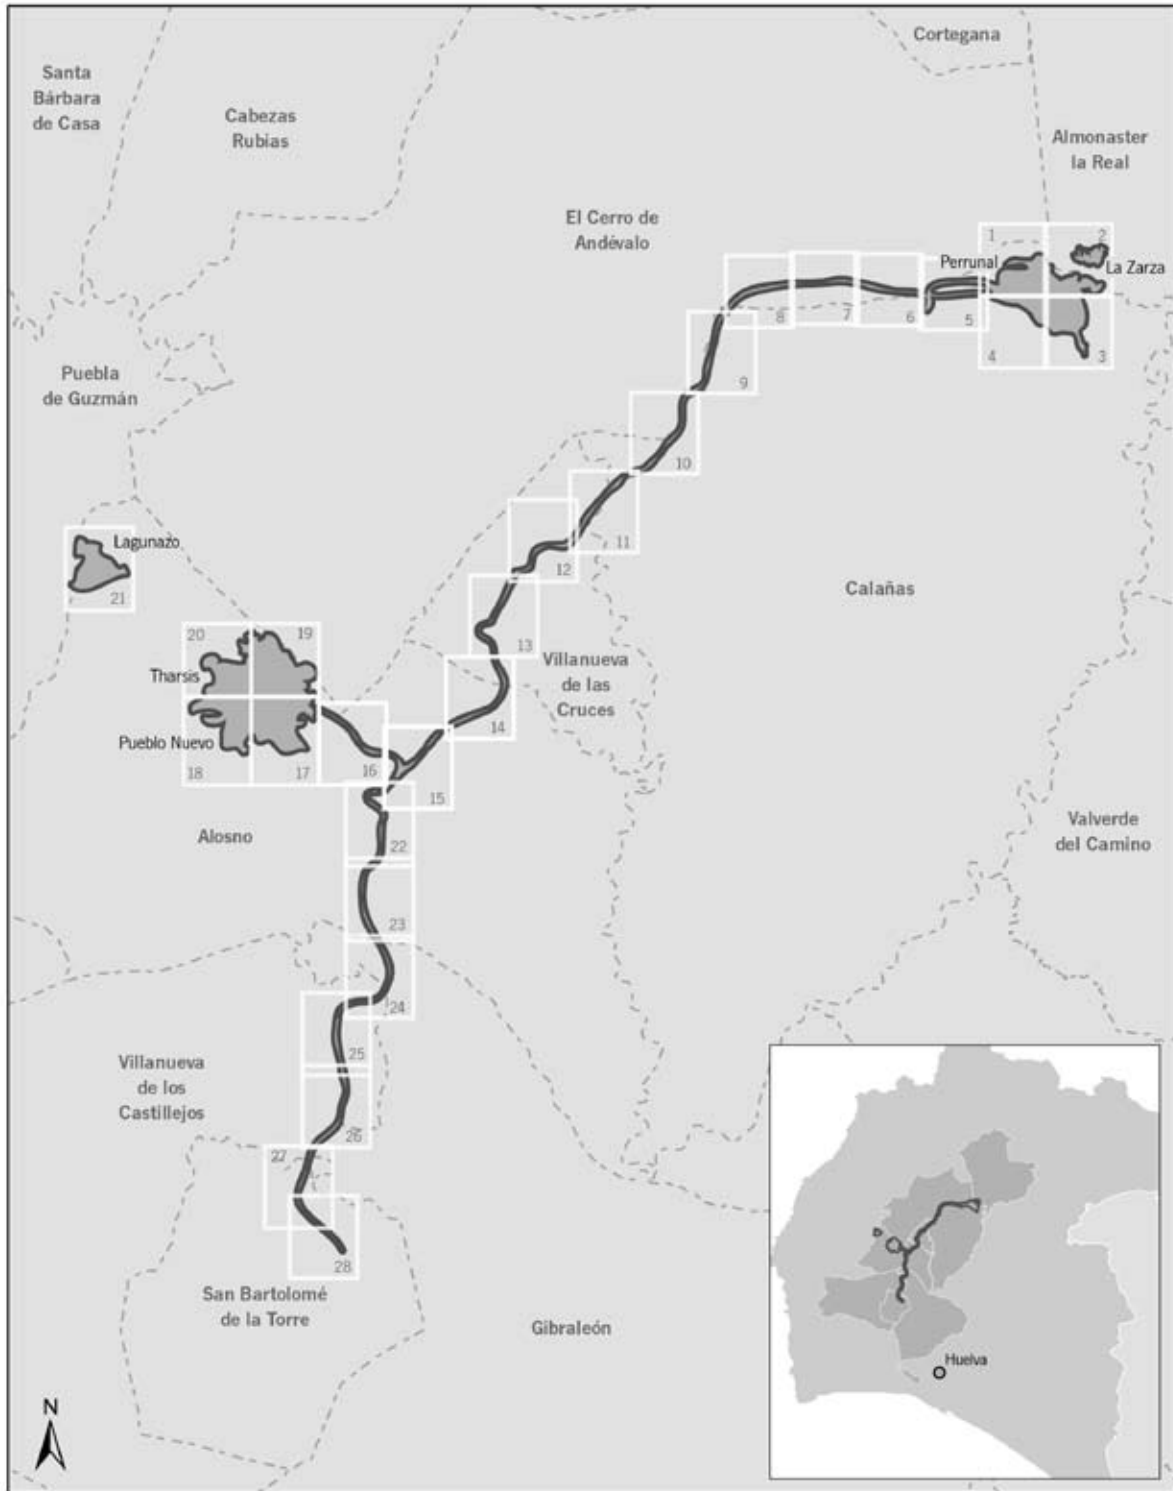 Cortegana
Santa
Bárbara
de Casa
Cabezas
Rubias
Almonaster
la Real
El Cerro de
Andévalo
1
2
Perrunal
La Zarza
8
7
6
5
4
3
Puebla
de Guzmán
9
10
11
Lagunazo
12
21
Calañas
20
19
13
Tharsis
Villanueva
de las
Cruces
14
Pueblo Nuevo
18
17
16
15
Alosno
22
Valverde
del Camino
23
24
25
Villanueva
de los
Castillejos
26
27
28
San Bartolomé
de la Torre
Gibraleón
Huelva
N